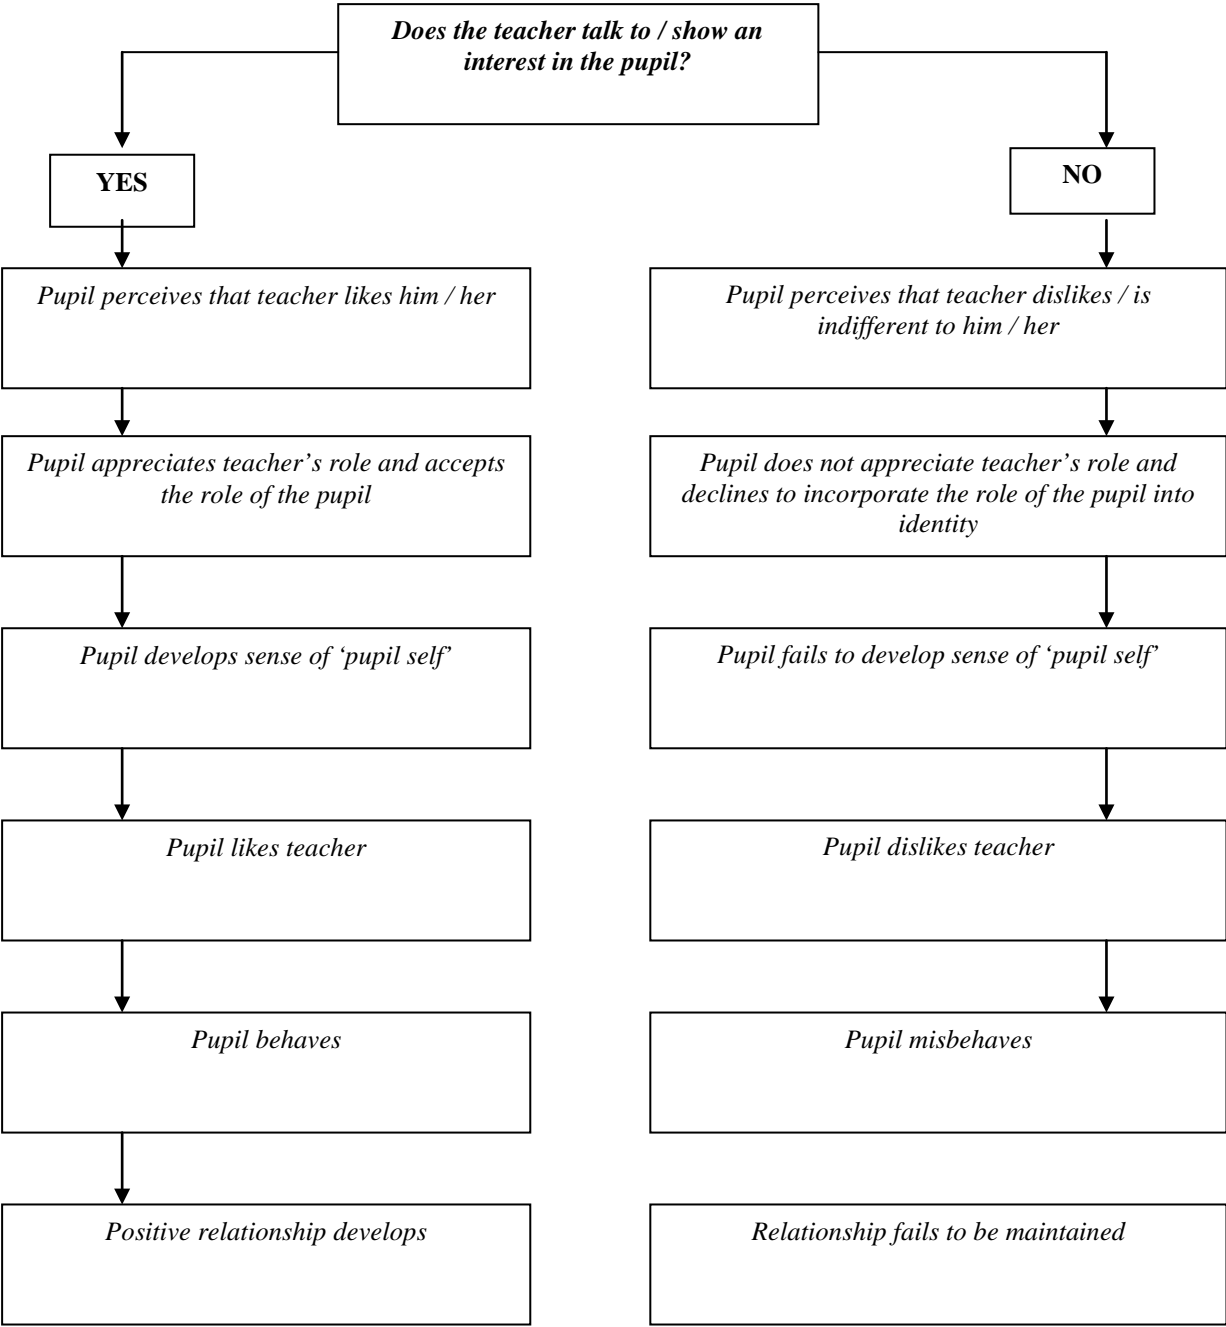 Does the teacher talk to / show an
interest in the pupil?
YES
NO
Pupil perceives that teacher likes him / her
Pupil perceives that teacher dislikes / is
indifferent to him / her
Pupil appreciates teacher’s role and accepts
the role of the pupil
Pupil does not appreciate teacher’s role and
declines to incorporate the role of the pupil into
identity
Pupil develops sense of ‘pupil self’
Pupil fails to develop sense of ‘pupil self’
Pupil likes teacher
Pupil dislikes teacher
Pupil behaves
Pupil misbehaves
Positive relationship develops
Relationship fails to be maintained